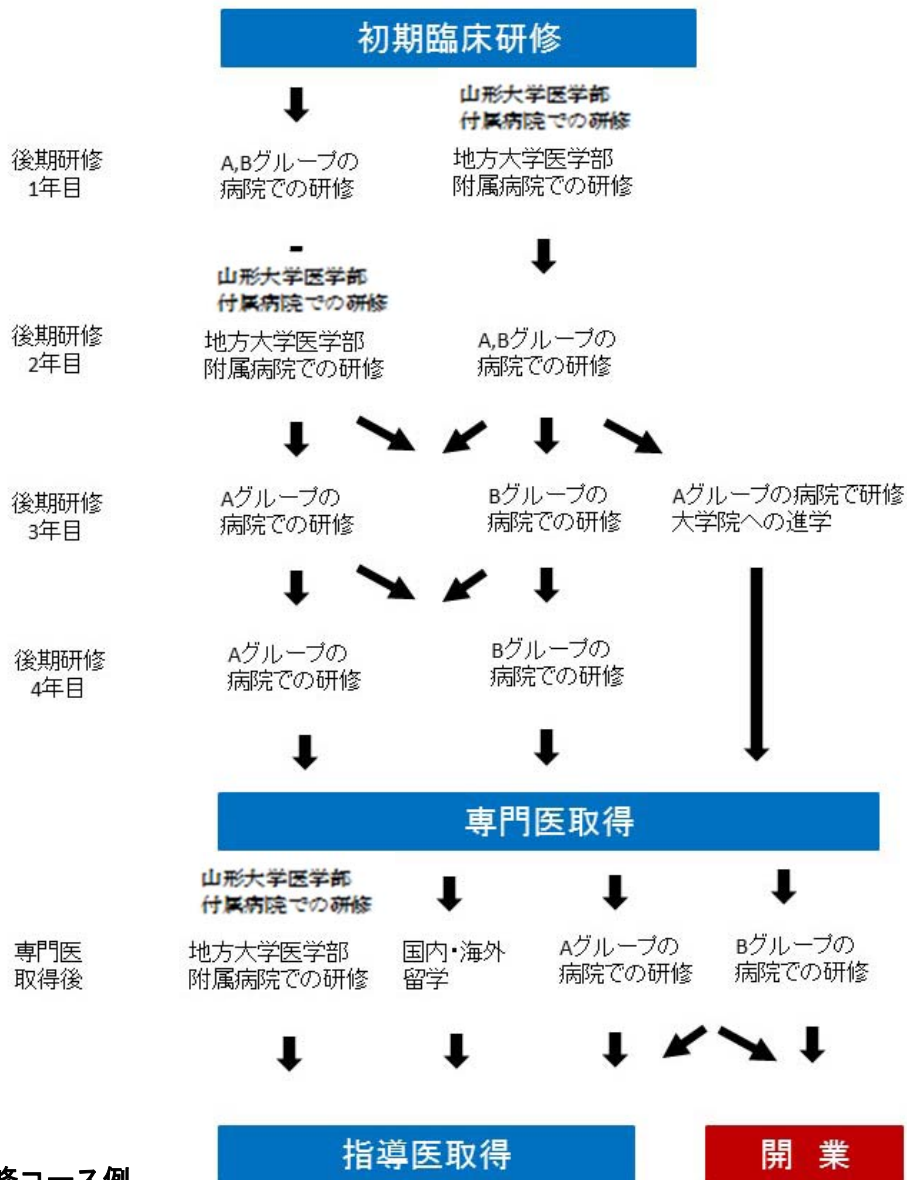 初期臨床研修
山形大学医学部
付属病院での研修
後期研修
1年目
A,Bグループの
病院での研修
地方大学医学部
附属病院での研修
山形大学医学部
付属病院での研修
後期研修
2年目
地方大学医学部
附属病院での研修
A,Bグループの
病院での研修
後期研修
3年目
Aグループの
病院での研修
Bグループの
病院での研修
Aグループの病院で研修
大学院への進学
後期研修
4年目
Aグループの
病院での研修
Bグループの
病院での研修
専門医取得
山形大学医学部
付属病院での研修
専門医
取得後
地方大学医学部
附属病院での研修
国内・海外
留学
Aグループの
病院での研修
Bグループの
病院での研修
指導医取得
開 業
修コース例